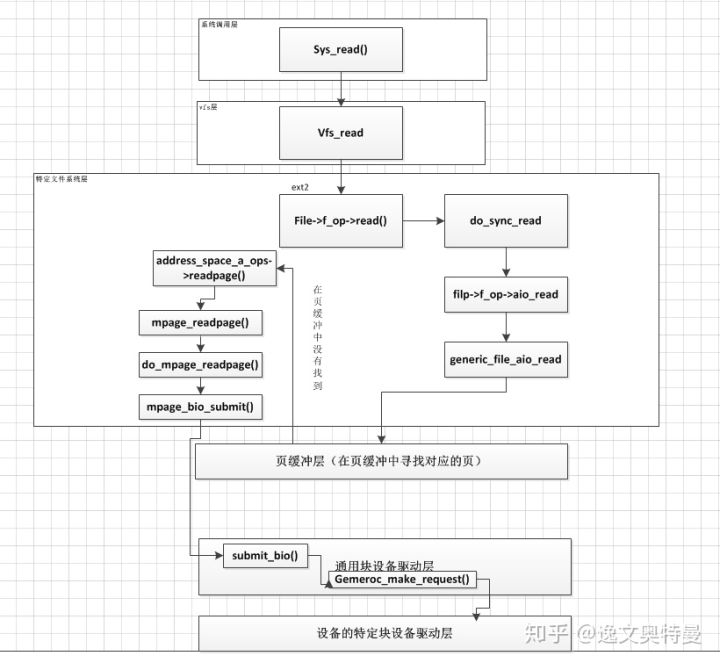 系统调用层
Sys_read()
vfs层
Vfs_read
特定文件系统层
ext2
File->f_op->read()
do_sync_read
address_space_a_ops-
>readpage()
filp->f_op->aio_read
在
页
缓
冲
中
没
有
找
到
mpage_readpage()
generic_file_aio_read
do_mpage_readpage()
mpage_bio_submit()
页缓冲层（在页缓冲中寻找对应的页）
submit_bio()
通用块设备驱动层
Gemeroc_make_request()
设备的特定块设备驱动层
知乎 @逸文奥特曼